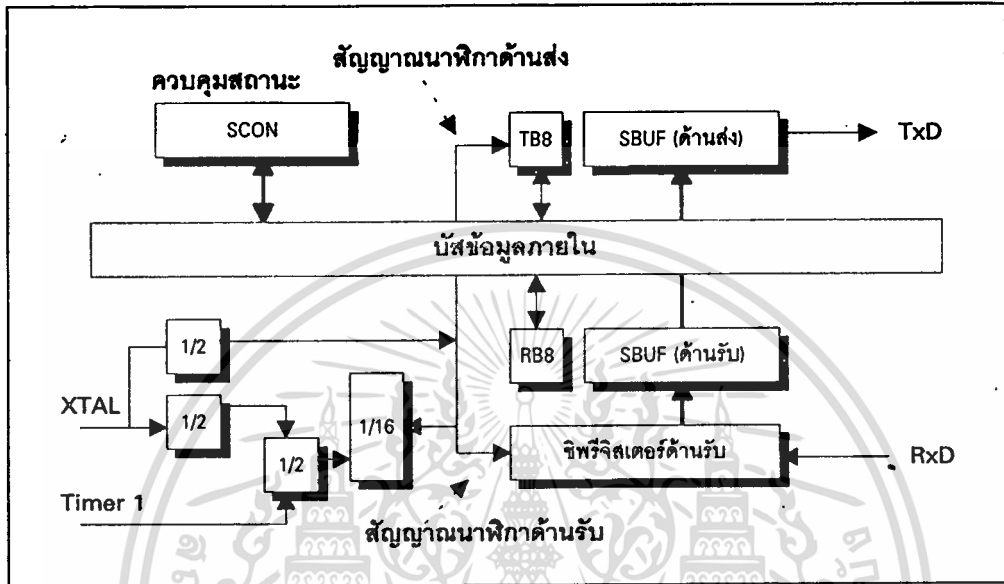 สัญญาณนาฬิกาด้านส่ง
ควบคุมสถานะ
SCON
TB8
SBUF (ด้านส่ง)
TxD
บัสข้อมูลภายใน
1/2
RB8
SBUF (ด้านรับ)
XTAL
1/2
1/16
1/2
ชิพรีจิสเตอร์ด้านรับ
RxD
Timer 1
สัญญาณนาฬิกาด้านรับ